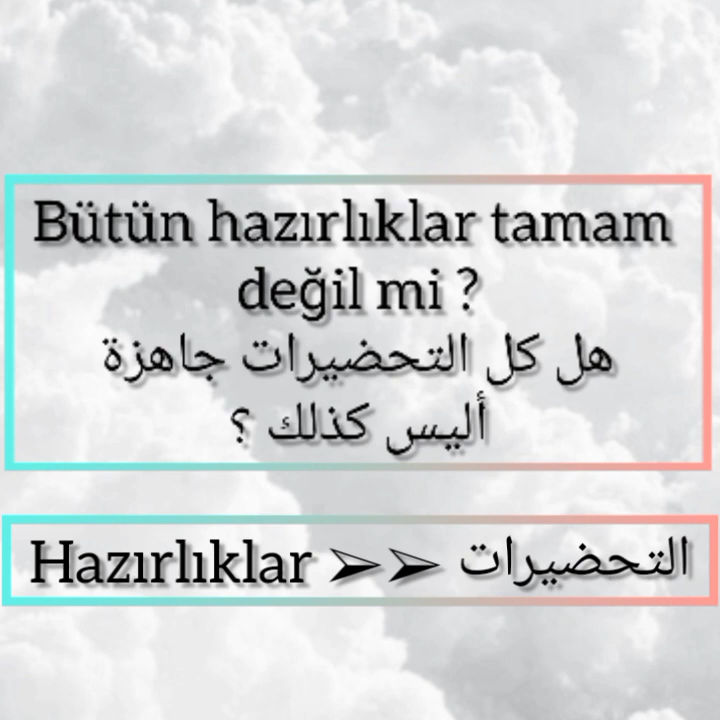 Bütün hazırlıklar tamam
değil mi ?
هل كل التحضيرات جاهزة
أليس كذلك ؟
Hazırlıklar ➢➢ التحضيرات